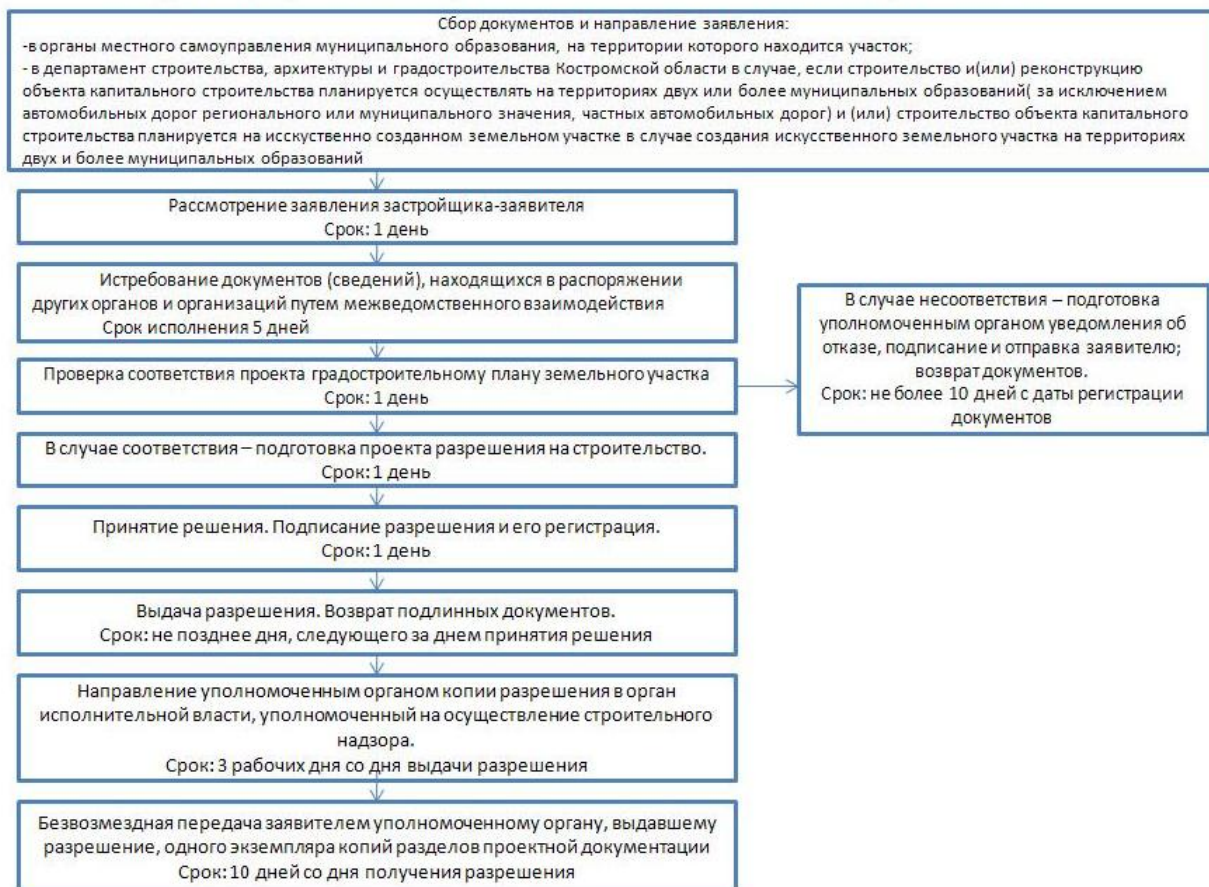 Сбор документов и направление заявления:
-в органы местного самоуправления муниципального образования, на территории которого находится участок;
- в департамент строительства, архитектуры и градостроительства Костромской области в случае, если строительство и(или) реконструкцию
объекта капитального строительства планируется осуществлять на территориях двух или более муниципальных образований( за исключением
автомобильных дорог регионального или муниципального значения, частных автомобильных дорог) и (или) строительство объекта капитального
строительства планируется на исскуственно созданном земельном участке в случае создания искусственного земельного участка на территориях
двух и более муниципальных образований
Рассмотрение заявления застройщика-заявителя
Срок: 1 день
Истребование документов (сведений), находящихся в распоряжении
других органов и организаций путем межведомственного взаимодействия
Срок исполнения 5 дней
Проверка соответствия проекта градостроительному плану земельного участка
Срок: 1 день
В случае несоответствия – подготовка
уполномоченным органом уведомления об
отказе, подписание и отправка заявителю;
возврат документов.
Срок: не более 10 дней с даты регистрации
документов
В случае соответствия – подготовка проекта разрешения на строительство.
Срок: 1 день
Принятие решения. Подписание разрешения и его регистрация.
Срок: 1 день
Выдача разрешения. Возврат подлинных документов.
Срок: не позднее дня, следующего за днем принятия решения
Направление уполномоченным органом копии разрешения в орган
исполнительной власти, уполномоченный на осуществление строительного
надзора.
Срок: 3 рабочих дня со дня выдачи разрешения
Безвозмездная передача заявителем уполномоченному органу, выдавшему
разрешение, одного экземпляра копий разделов проектной документации
Срок: 10 дней со дня получения разрешения